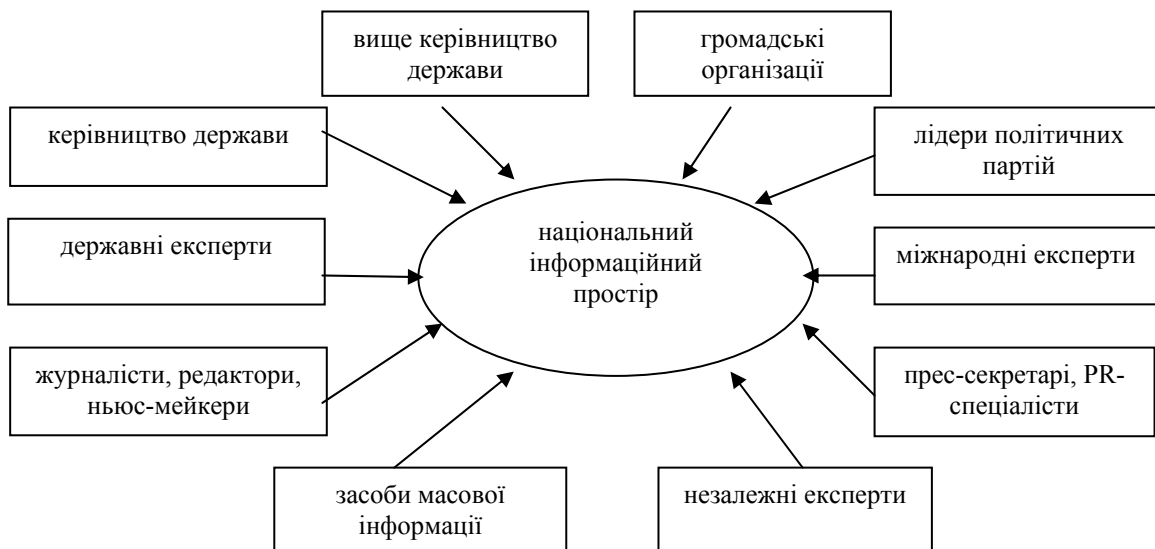 вище керівництво
держави
громадські
організації
керівництво держави
лідери політичних
партій
державні експерти
національний
інформаційний
простір
міжнародні експерти
журналісти, редактори,
ньюс-мейкери
прес-секретарі, PR-
спеціалісти
засоби масової
інформації
незалежні експерти